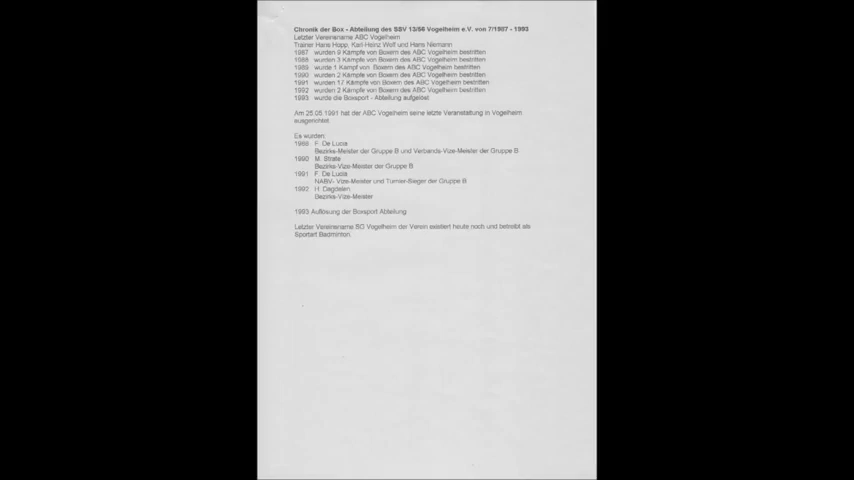 Chronik der Box - Abteilung des SSV 13/56 Vogelheim e.V. von 7/1987 - 1993
Letzter Vereinsname ABC Vogelheim
Trainer Hans Happ, Karl-Heinz Wolf und Hans Niemann
1987 wurden 9 Kämpfe von Boxern des ABC Vogelheim bestritten
1988 wurden 3 Kämpfe von Boxern des ABC Vogelheim bestritten
1989 wurde 1 Kampf von Boxern des ABC Vogelheim bestritten
1990 wurden 2 Kämpfe von Boxern des ABC Vogelheim bestritten
1991 wurden 17 Kämpfe von Boxern des ABC Vogelheim bestritten
1992 wurden 2 Kämpfe von Boxern des ABC Vogelheim bestritten
1993 wurde die Boxsport - Abteilung aufgelöst
Am 25.05.1991 hat der ABC Vogelheim seine letzte Veranstaltung in Vogelheim
ausgerichtet.
Es wurden:
1988 F. De Lucia
Bezirks-Meister der Gruppe B und Verbands-Vize-Meister der Gruppe B
1990 M. Strate
Bezirks-Vize-Meister der Gruppe B
1991 F. De Lucia
NABV- Vize-Meister und Turnier-Sieger der Gruppe B
1992 H. Dagdelen
Bezirks-Vize-Meister
1993 Auflösung der Boxsport Abteilung
Letzter Vereinsname SG Vogelheim der Verein existiert heute noch und betreibt als
Sportart Badminton.